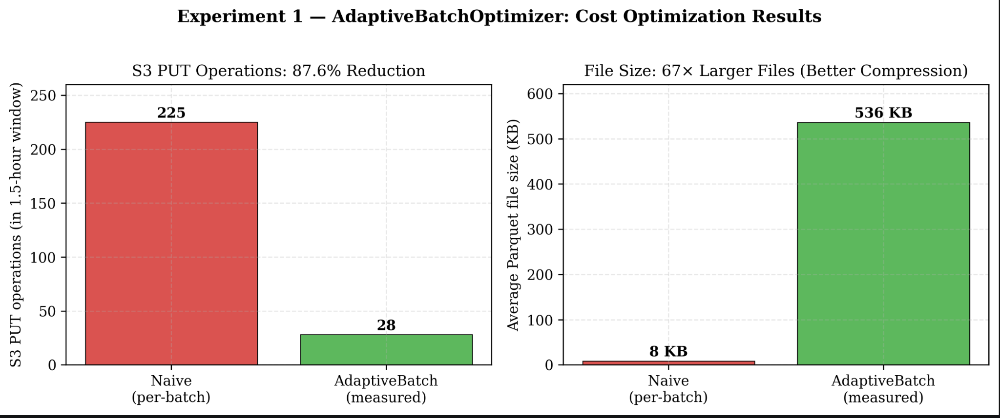 Experiment 1 — AdaptiveBatchOptimizer: Cost Optimization Results
S3 PUT Operations: 87.6% Reduction
S3 PUT operations (in 1.5-hour window)
250
200
150
100
50
0
225
28
Naive
(per-batch)
AdaptiveBatch
(measured)
File Size: 67× Larger Files (Better Compression)
Average Parquet file size (KB)
600
500
400
300
200
100
0
8 KB
536 KB
Naive
(per-batch)
AdaptiveBatch
(measured)